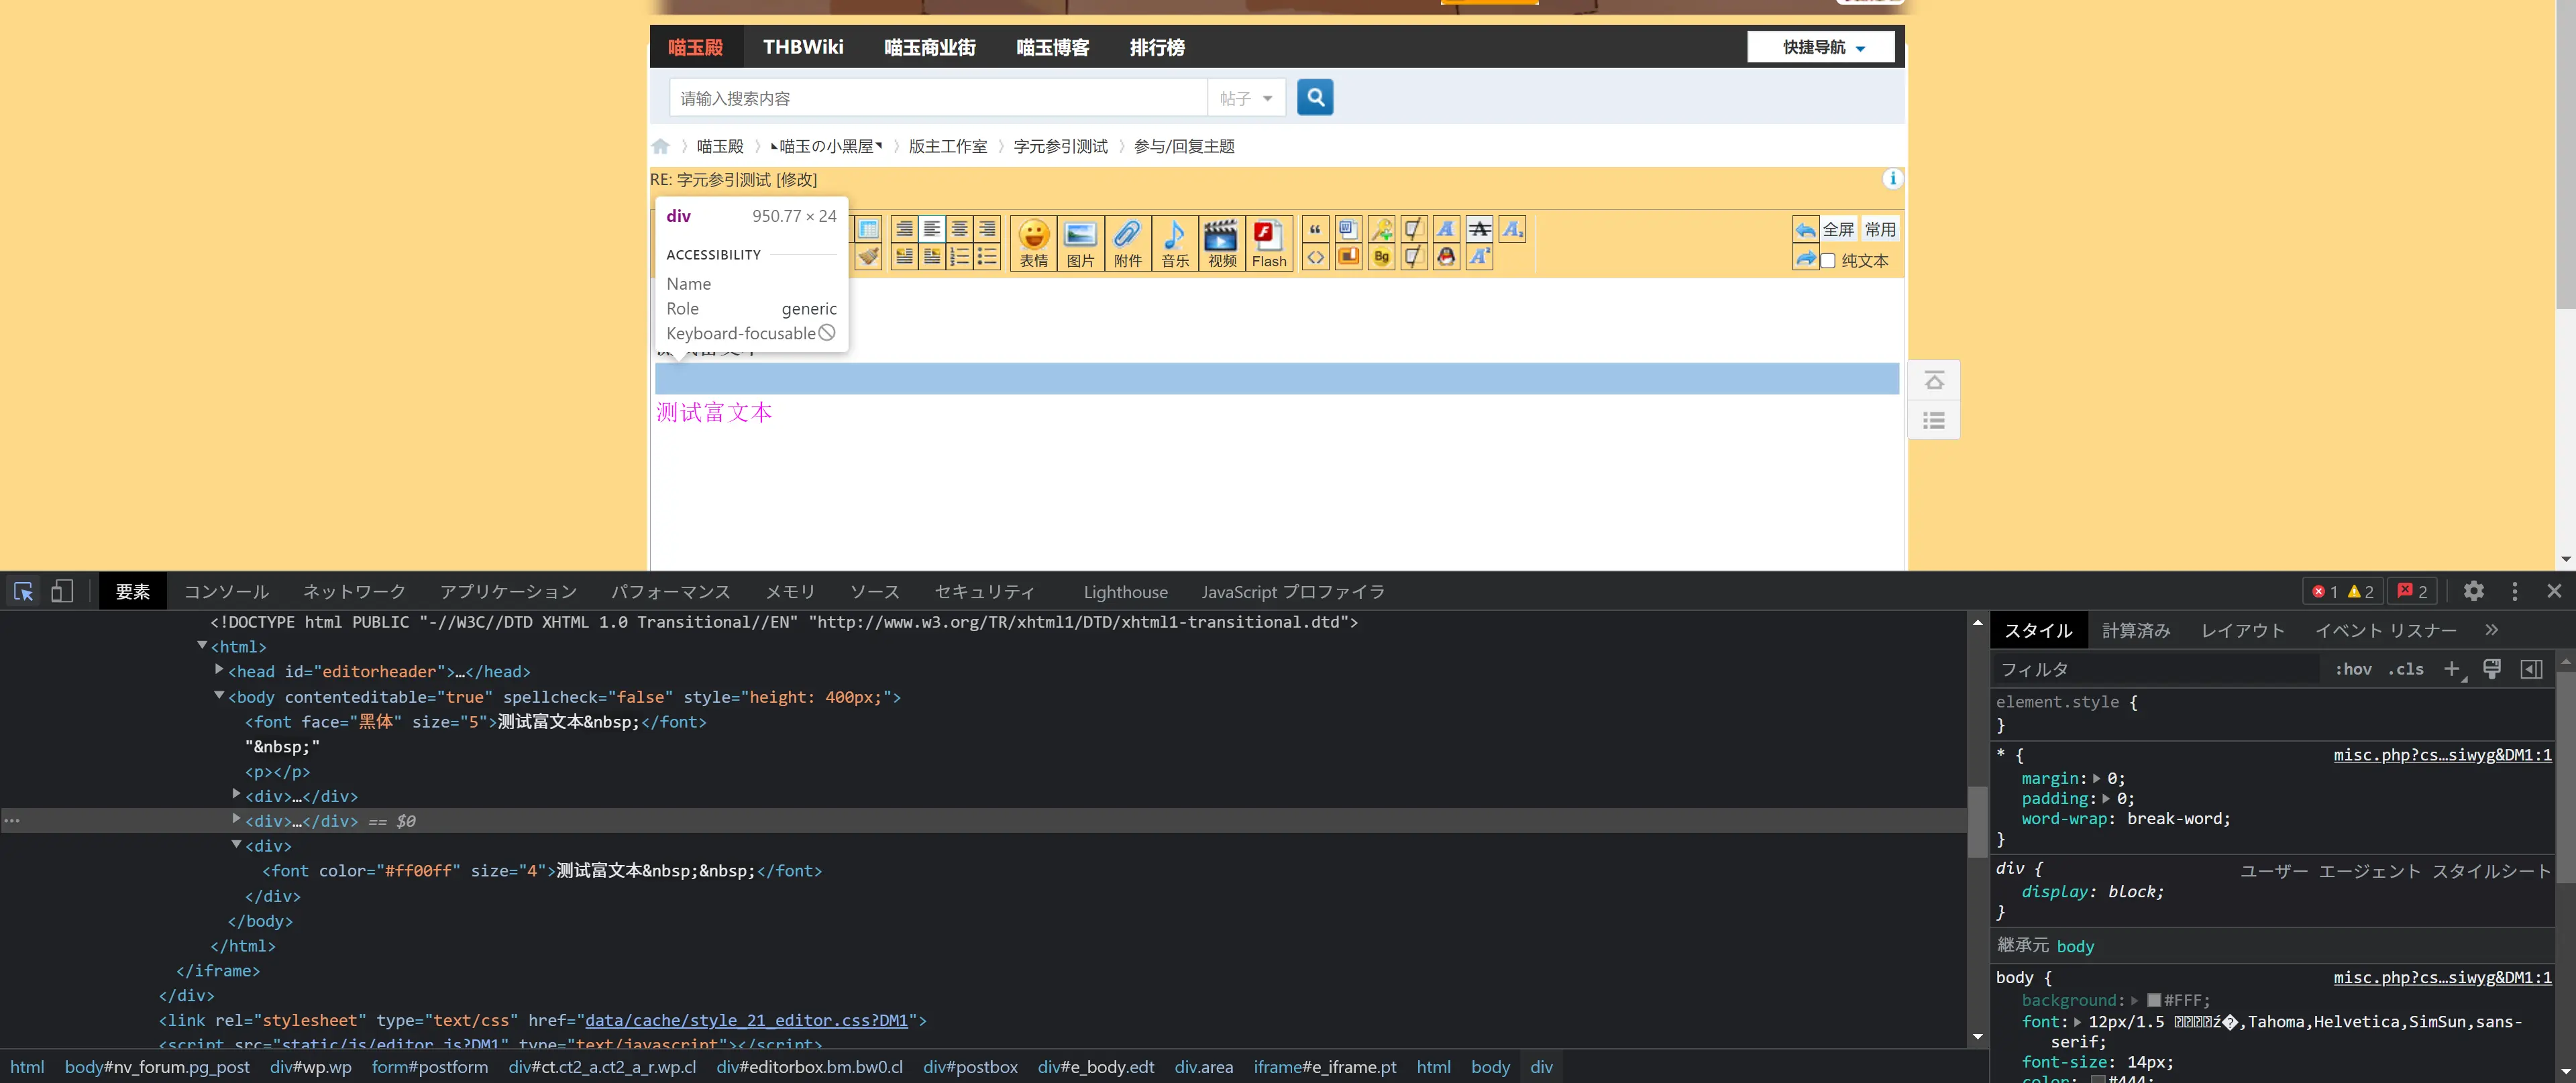 喵玉殿 THBWiki 喵玉商业街 喵玉博客 排行榜 快捷导航
请输入搜索内容 帖子
喵玉殿 〉 ◣喵玉の小黑屋◥ 〉 版主工作室 〉 字元参引测试 〉 参与/回复主题
RE: 字元参引测试 [修改]
div 950.77 × 24
ACCESSIBILITY
Name
Role generic
Keyboard-focusable
表情 图片 附件 音乐 视频 Flash
Bg
全屏 常用
纯文本
测试富文本
要素 コンソール ネットワーク アプリケーション パフォーマンス メモリ ソース セキュリティ Lighthouse JavaScript プロファイラ 1 2 2
<!DOCTYPE html PUBLIC "-//W3C//DTD XHTML 1.0 Transitional//EN" "http://www.w3.org/TR/xhtml1/DTD/xhtml1-transitional.dtd">
<html>
<head id="editorheader">…</head>
<body contenteditable="true" spellcheck="false" style="height: 400px;">
<font face="黑体" size="5">测试富文本&nbsp;</font>
"&nbsp;"
<p></p>
<div>…</div>
<div>…</div> == $0
<div>
<font color="#ff00ff" size="4">测试富文本&nbsp;&nbsp;</font>
</div>
</body>
</html>
</iframe>
</div>
<link rel="stylesheet" type="text/css" href="data/cache/style_21_editor.css?DM1">
<script src="static/js/editor.js?DM1" type="text/javascript"></script>
html body#nv_forum.pg_post div#wp.wp form#postform div#ct.ct2_a.ct2_a_r.wp.cl div#editorbox.bm.bw0.cl div#postbox div#e_body.edt div.area iframe#e_iframe.pt html body div
スタイル 計算済み レイアウト イベント リスナー »
フィルタ :hov .cls +
element.style {
}
* { misc.php?cs…siwyg&DM1:1
margin: 0;
padding: 0;
word-wrap: break-word;
}
div { ユーザー エージェント スタイルシート
display: block;
}
継承元 body
body { misc.php?cs…siwyg&DM1:1
background: #FFF;
font: 12px/1.5 ź�,Tahoma,Helvetica,SimSun,sans-
serif;
font-size: 14px;
color: #444;